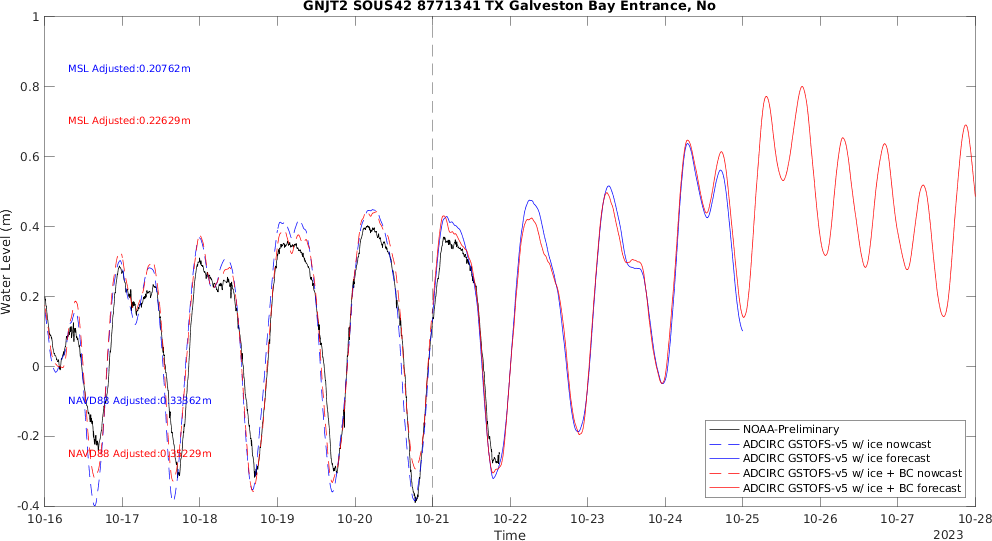 GNJT2 SOUS42 8771341 TX Galveston Bay Entrance, No
1
0.8
0.6
0.4
0.2
0
-0.2
-0.4
Water Level (m)
MSL Adjusted:0.20762m
MSL Adjusted:0.22629m
NAVD88 Adjusted:0.33362m
NAVD88 Adjusted:0.35229m
NOAA-Preliminary
ADCIRC GSTOFS-v5 w/ ice nowcast
ADCIRC GSTOFS-v5 w/ ice forecast
ADCIRC GSTOFS-v5 w/ ice + BC nowcast
ADCIRC GSTOFS-v5 w/ ice + BC forecast
10-16 10-17 10-18 10-19 10-20 10-21 10-22 10-23 10-24 10-25 10-26 10-27 10-28
Time
2023